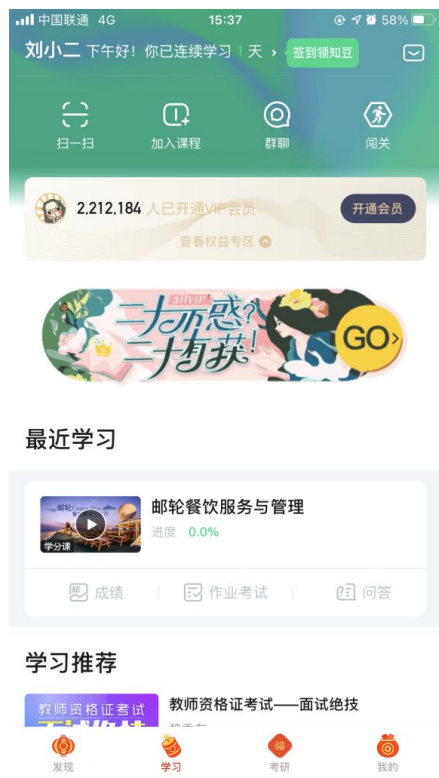 中国联通 4G 15:37 58%
刘小二 下午好！你已连续学习 1 天 › 签到领知豆
扫一扫 加入课程 群聊 闯关
2,212,184 人已开通VIP会员 开通会员
查看权益专区
二十不惑？
二十有获！
GO›
最近学习
邮轮餐饮服务与管理
学分课
进度 0.0%
成绩 作业考试 问答
学习推荐
教师资格证考试
教师资格证考试——面试绝技
发现 学习 考研 我的